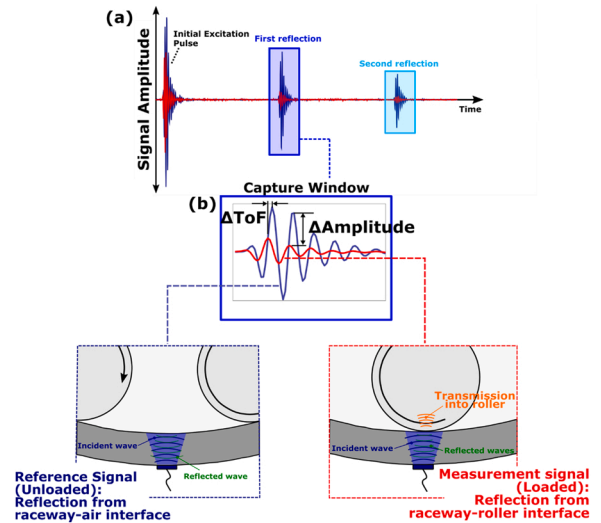 (a)
Signal Amplitude
Initial Excitation
Pulse
First reflection
Second reflection
Time
Capture Window
(b)
ΔToF
ΔAmplitude
Transmission
into roller
Incident wave
Reflected wave
Incident wave
Reflected waves
Reference Signal
(Unloaded):
Reflection from
raceway-air interface
Measurement signal
(Loaded):
Reflection from
raceway-roller interface